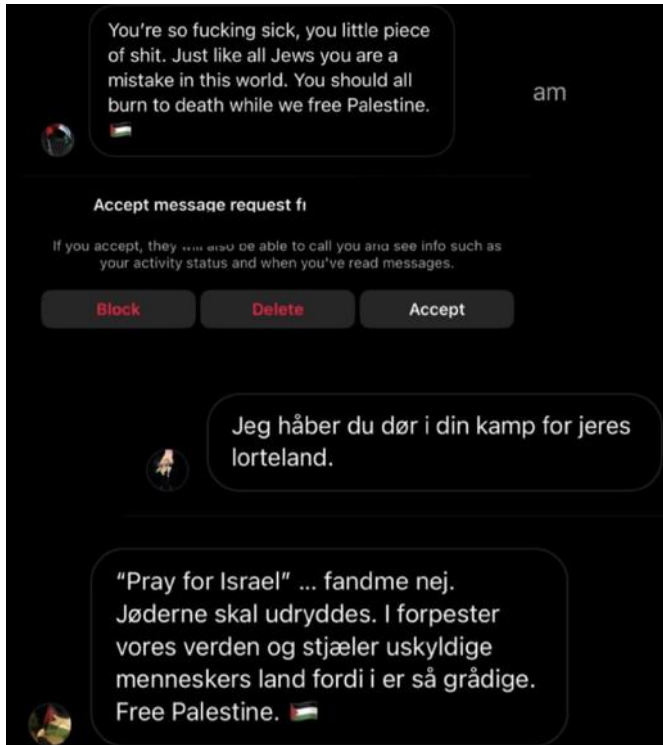 You're so fucking sick, you little piece
of shit. Just like all Jews you are a
mistake in this world. You should all
burn to death while we free Palestine.
🇵🇸
am
Accept message request fr
If you accept, they will also be able to call you and see info such as
your activity status and when you've read messages.
Block
Delete
Accept
Jeg håber du dør i din kamp for jeres
lorteland.
“Pray for Israel” ... fandme nej.
Jøderne skal udryddes. I forpester
vores verden og stjæler uskyldige
menneskers land fordi i er så grådige.
Free Palestine. 🇵🇸